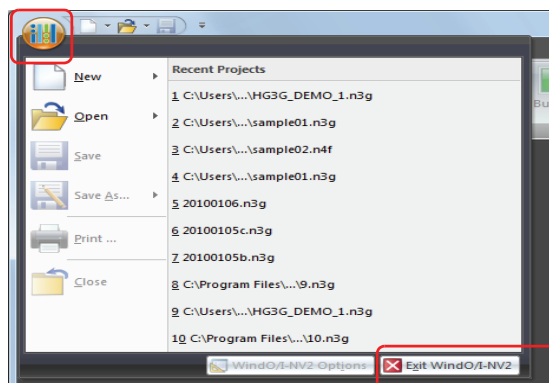 New
Open
Save
Save As...
Print ...
Close
Recent Projects
1 C:\Users\...\HG3G_DEMO_1.n3g
2 C:\Users\...\sample01.n3g
3 C:\Users\...\sample02.n4f
4 C:\Users\...\sample01.n3g
5 20100106.n3g
6 20100105c.n3g
7 20100105b.n3g
8 C:\Program Files\...\9.n3g
9 C:\Users\...\HG3G_DEMO_1.n3g
10 C:\Program Files\...\10.n3g
Bu
WindO/I-NV2 Options
Exit WindO/I-NV2